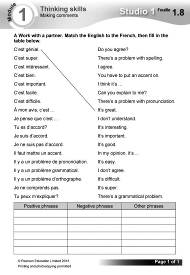 Module 1
Thinking skills
Making comments
Studio 1 Feuille 1.8
A Work with a partner. Match the English to the French, then fill in the
table below.
C'est génial. Do you agree?
C'est super. There's a problem with spelling.
C'est intéressant. I agree.
C'est bien. You have to put an accent on.
C'est important. I think it's …
C'est facile. Can you explain to me?
C'est difficile. There's a problem with pronunciation.
À mon avis, c'est… It's great.
Je pense que c'est … I don't understand.
Tu es d'accord? It's interesting.
Je suis d'accord. It's important.
Je ne suis pas d'accord. It's good.
Il faut mettre un accent. In my opinion, it's…
Il y a un problème de prononciation. It's easy.
Il y a un problème grammatical. I don't agree.
Il y a un problème d'orthographe. It's difficult.
Je ne comprends pas. It's super.
Tu peux m'expliquer? There's a grammatical problem.
Positive phrases Negative phrases Other phrases
© Pearson Education Limited 2013
Printing and photocopying permitted
Page 1 of 1